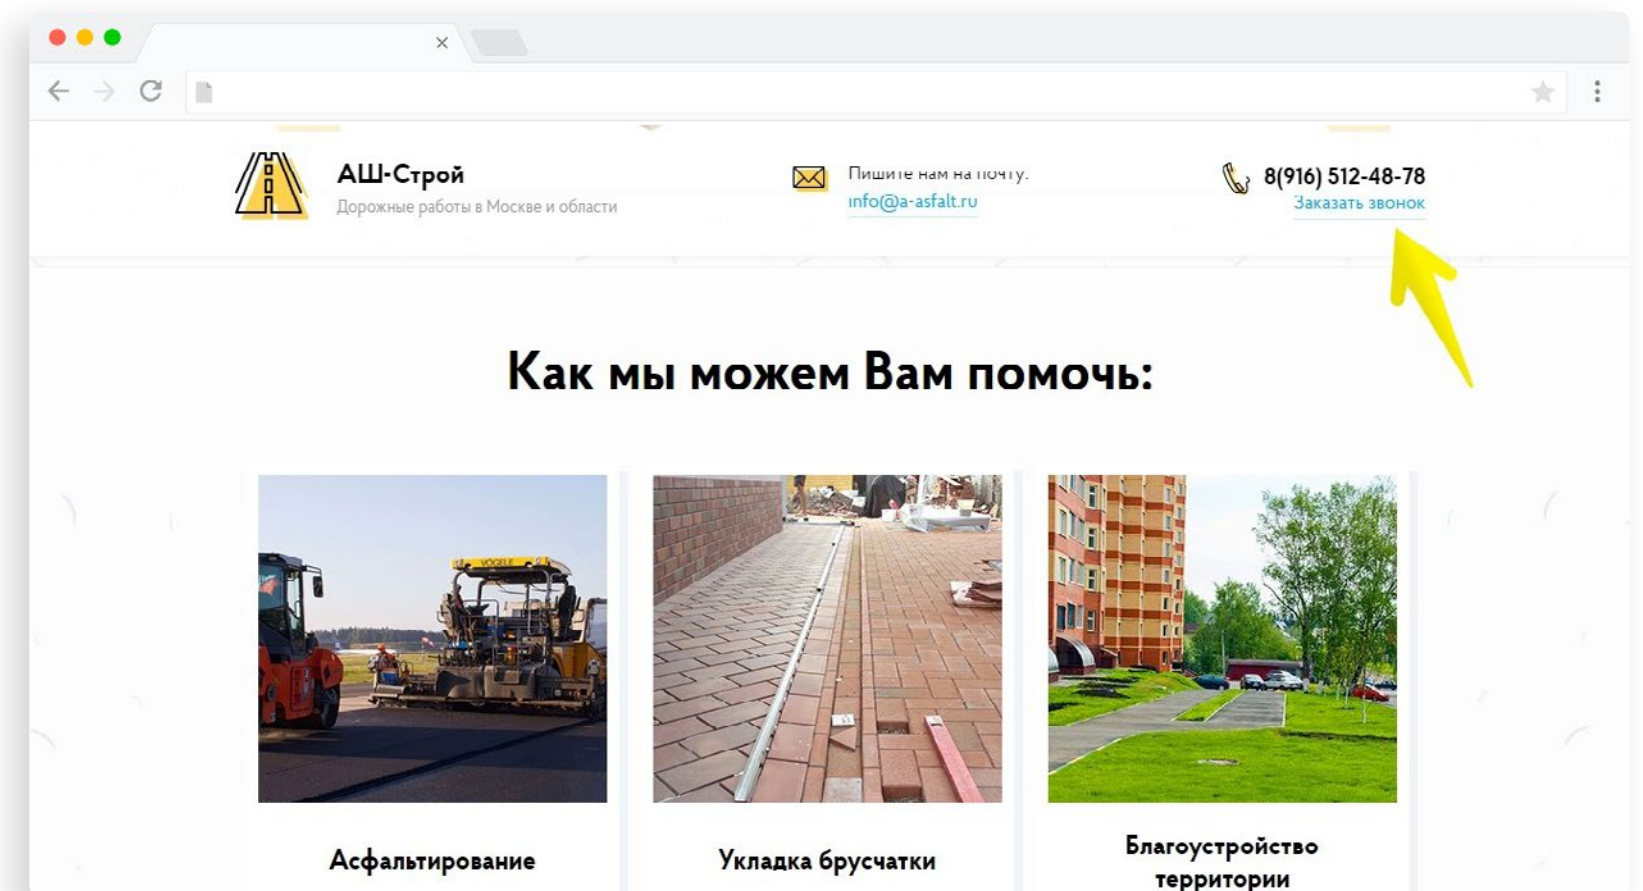 АШ-Строй
Дорожные работы в Москве и области
Пишите нам на почту:
info@a-asfalt.ru
8(916) 512-48-78
Заказать звонок
Как мы можем Вам помочь:
VÖGELE
Асфальтирование
Укладка брусчатки
Благоустройство
территории